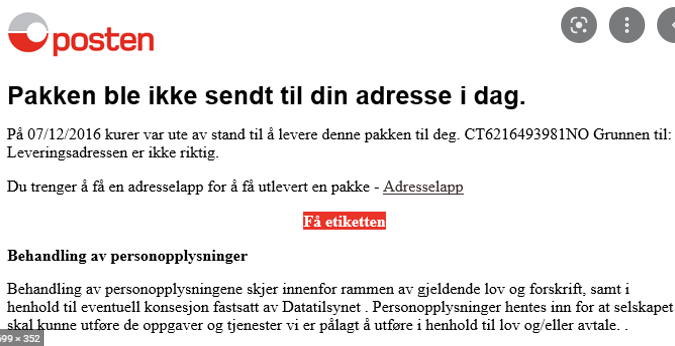 posten
Pakken ble ikke sendt til din adresse i dag.
På 07/12/2016 kurer var ute av stand til å levere denne pakken til deg. CT6216493981NO Grunnen til:
Leveringsadressen er ikke riktig.
Du trenger å få en adresselapp for å få utlevert en pakke - Adresselapp
Få etiketten
Behandling av personopplysninger
Behandling av personopplysningene skjer innenfor rammen av gjeldende lov og forskrift, samt i
henhold til eventuell konsesjon fastsatt av Datatilsynet . Personopplysninger hentes inn for at selskapet
skal kunne utføre de oppgaver og tjenester vi er pålagt å utføre i henhold til lov og/eller avtale. .
699 × 352